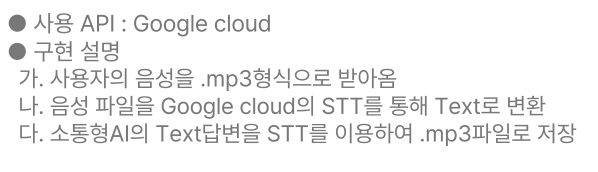 ● 사용 API : Google cloud
● 구현 설명
가. 사용자의 음성을 .mp3형식으로 받아옴
나. 음성 파일을 Google cloud의 STT를 통해 Text로 변환
다. 소통형AI의 Text답변을 STT를 이용하여 .mp3파일로 저장